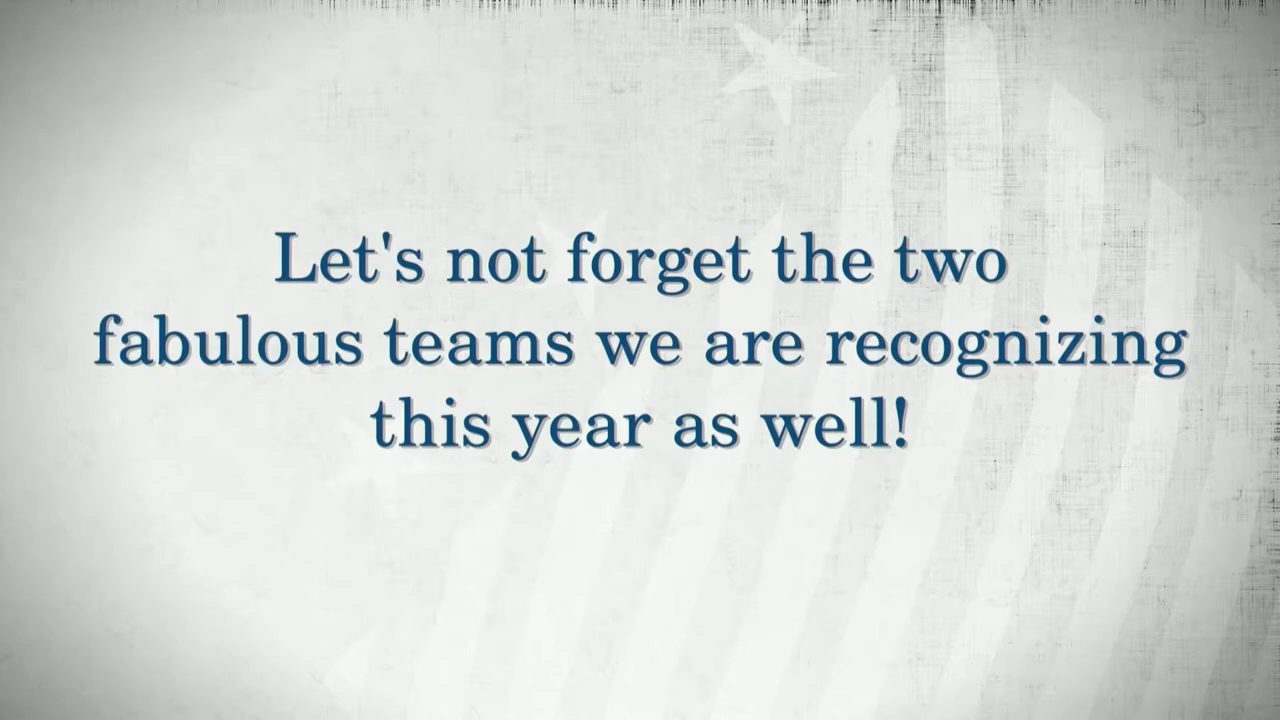 Let's not forget the two
fabulous teams we are recognizing
this year as well!